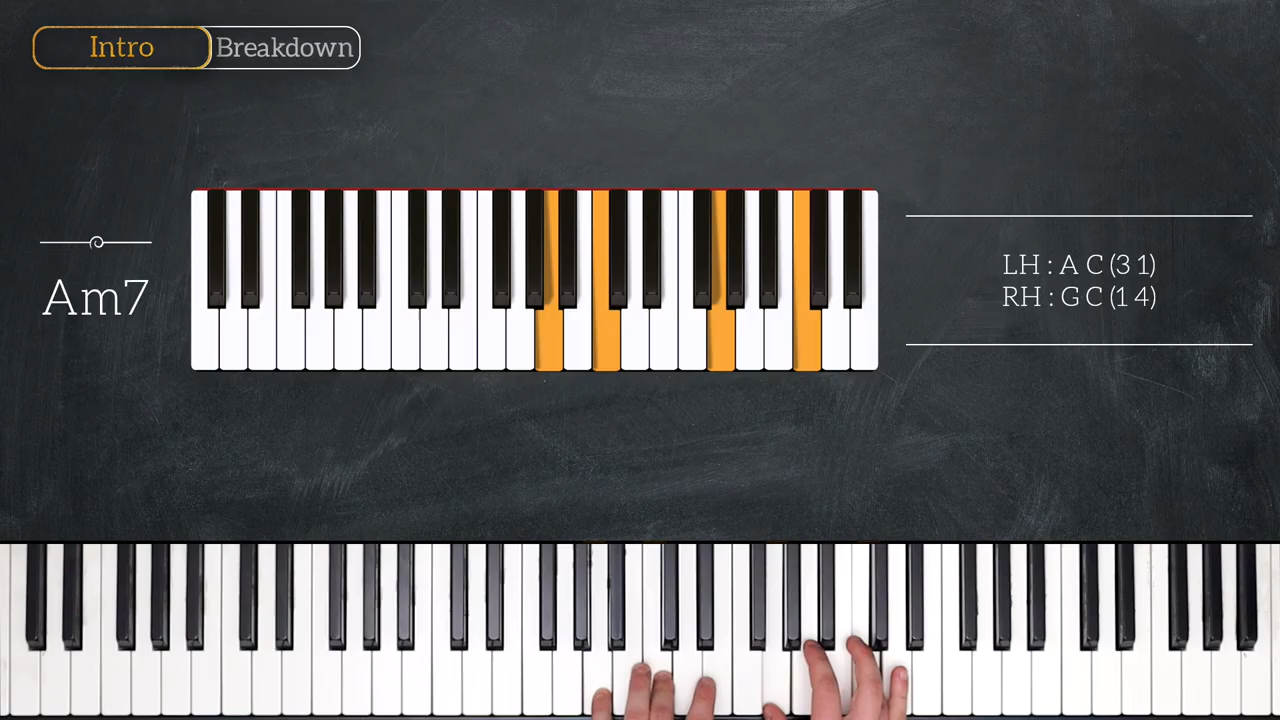 Intro
Breakdown
Am7
LH : A C (3 1)
RH : G C (1 4)